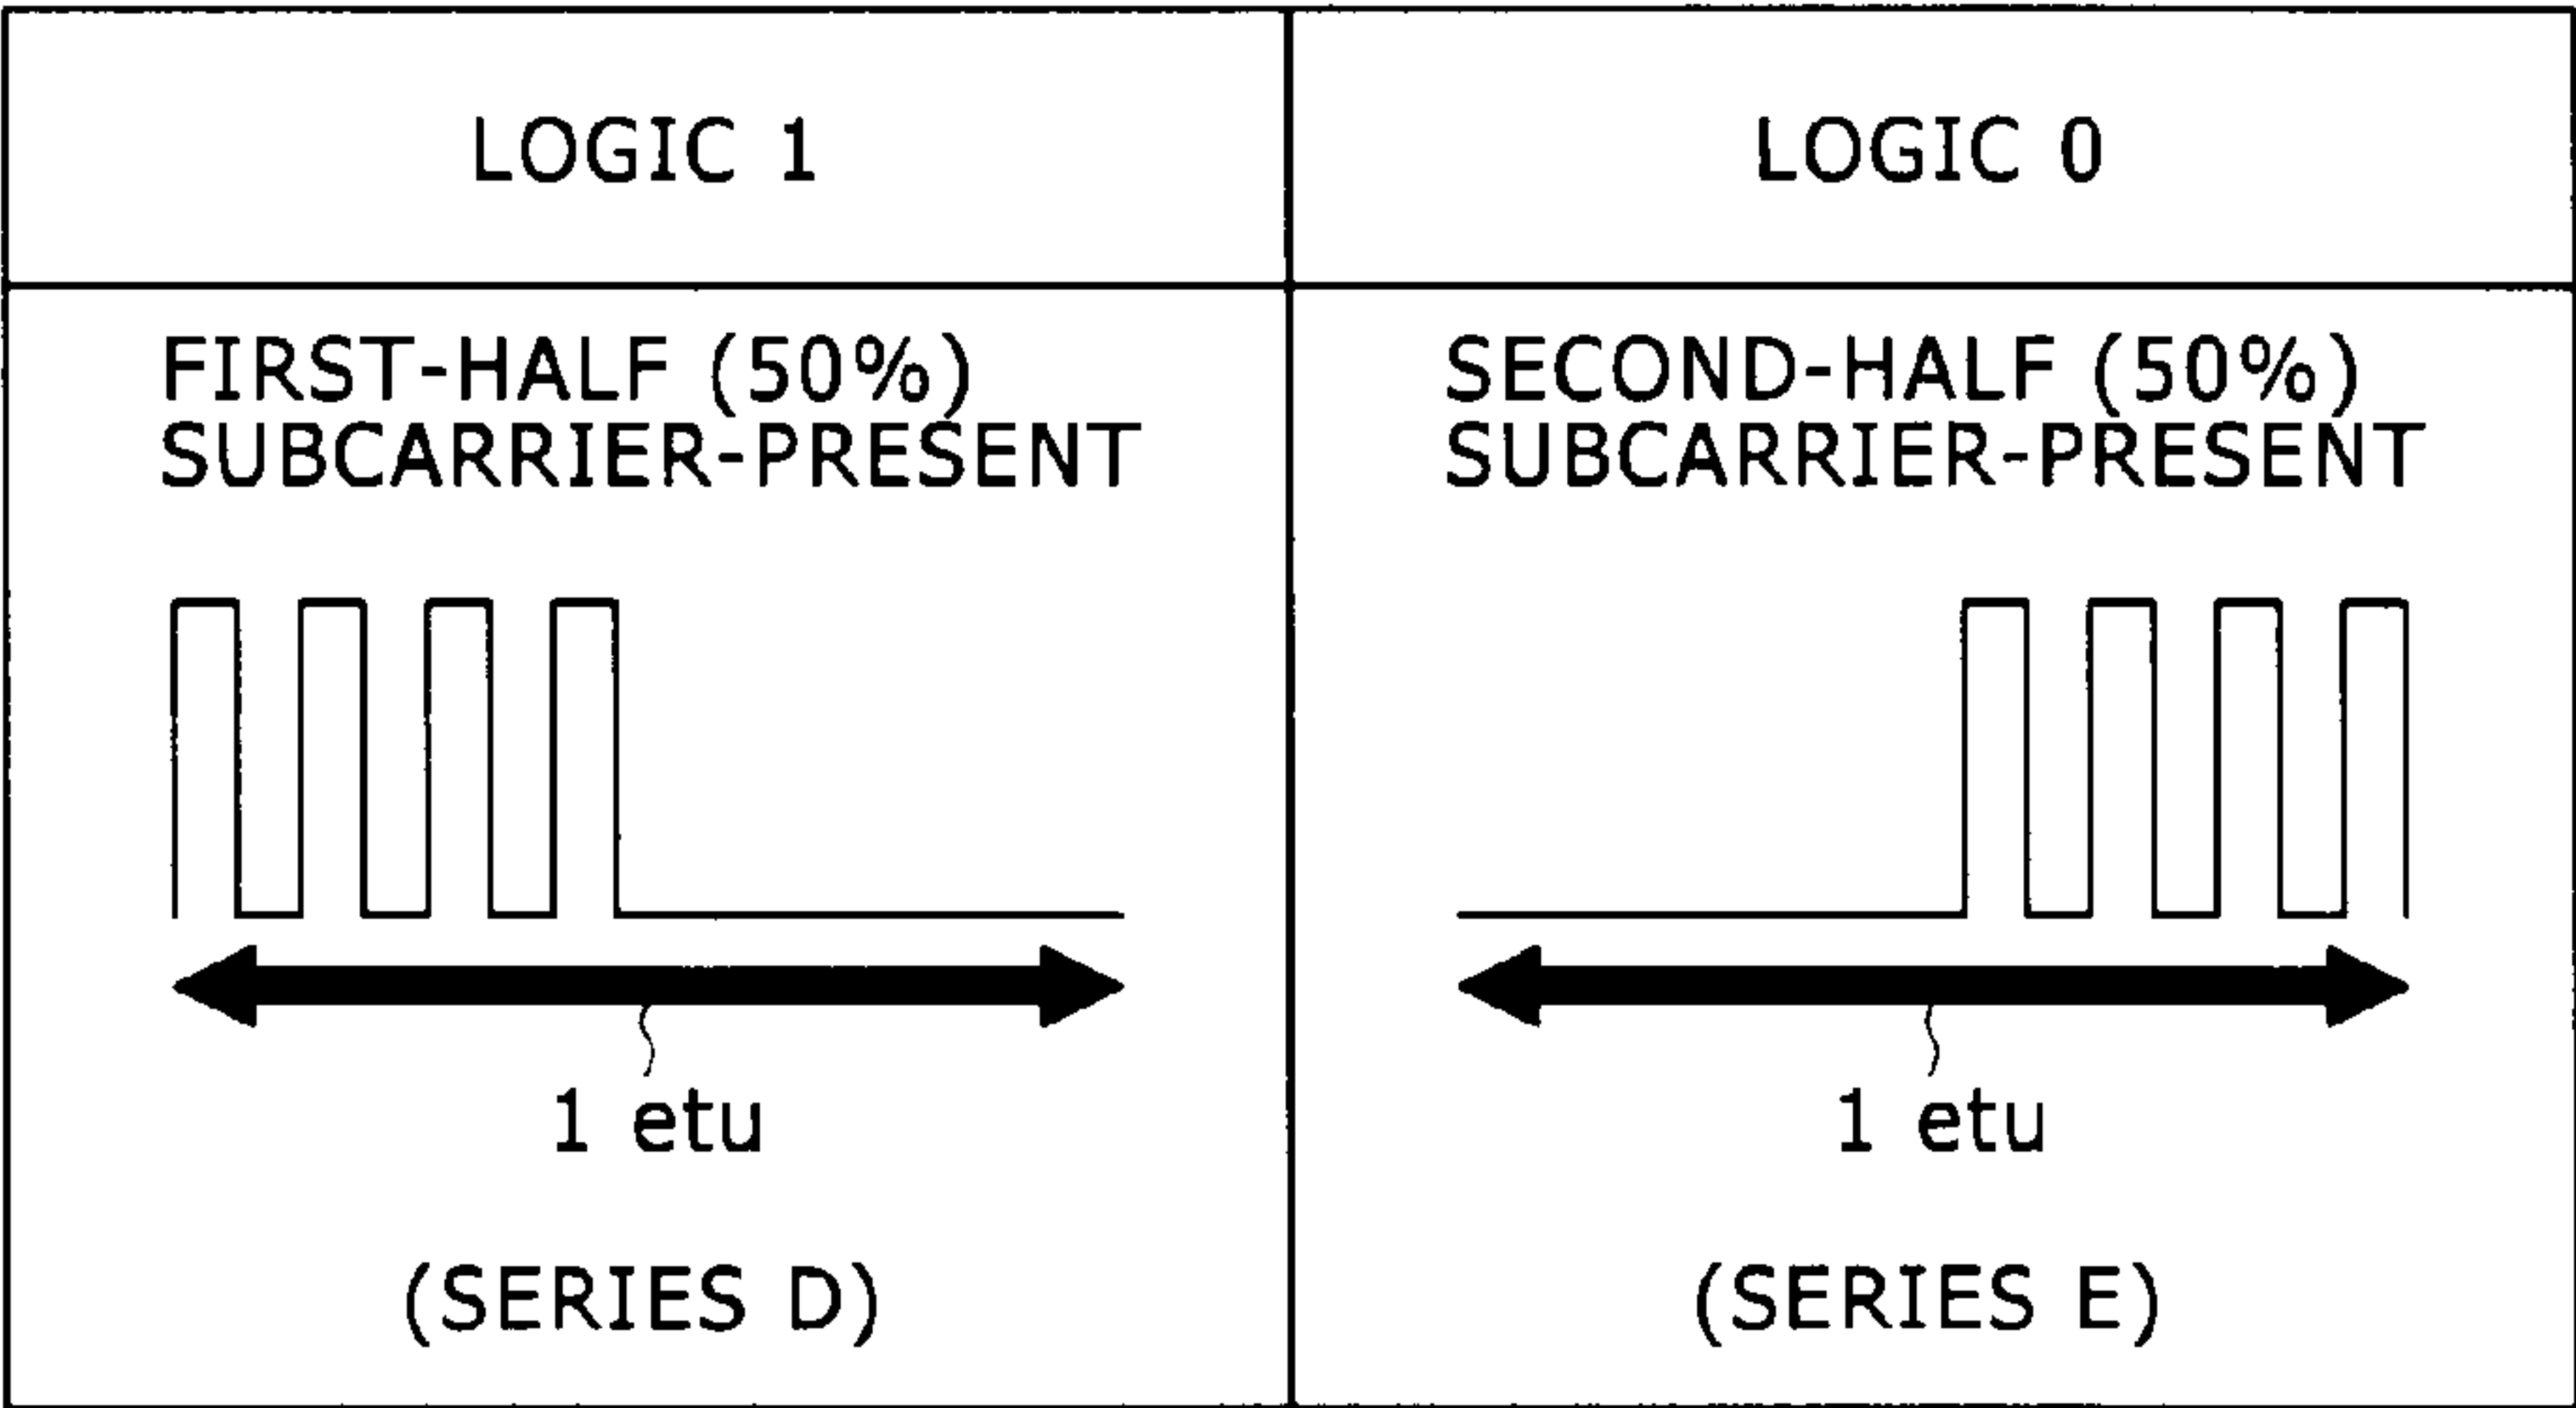 LOGIC 1
LOGIC 0
FIRST-HALF (50%)
SUBCARRIER-PRESENT
1 etu
(SERIES D)
SECOND-HALF (50%)
SUBCARRIER-PRESENT
1 etu
(SERIES E)